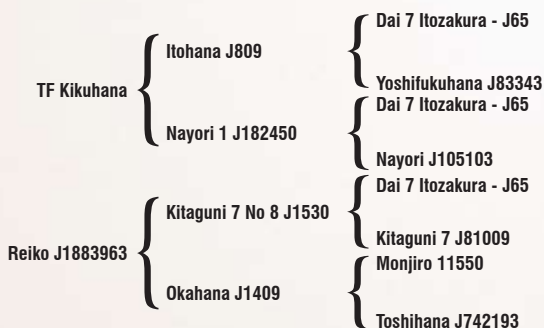 Dai 7 Itozakura - J65
Itohana J809
Yoshifukuhana J83343
TF Kikuhana
Dai 7 Itozakura - J65
Nayori 1 J182450
Nayori J105103
Dai 7 Itozakura - J65
Kitaguni 7 No 8 J1530
Kitaguni 7 J81009
Reiko J1883963
Monjiro 11550
Okahana J1409
Toshihana J742193